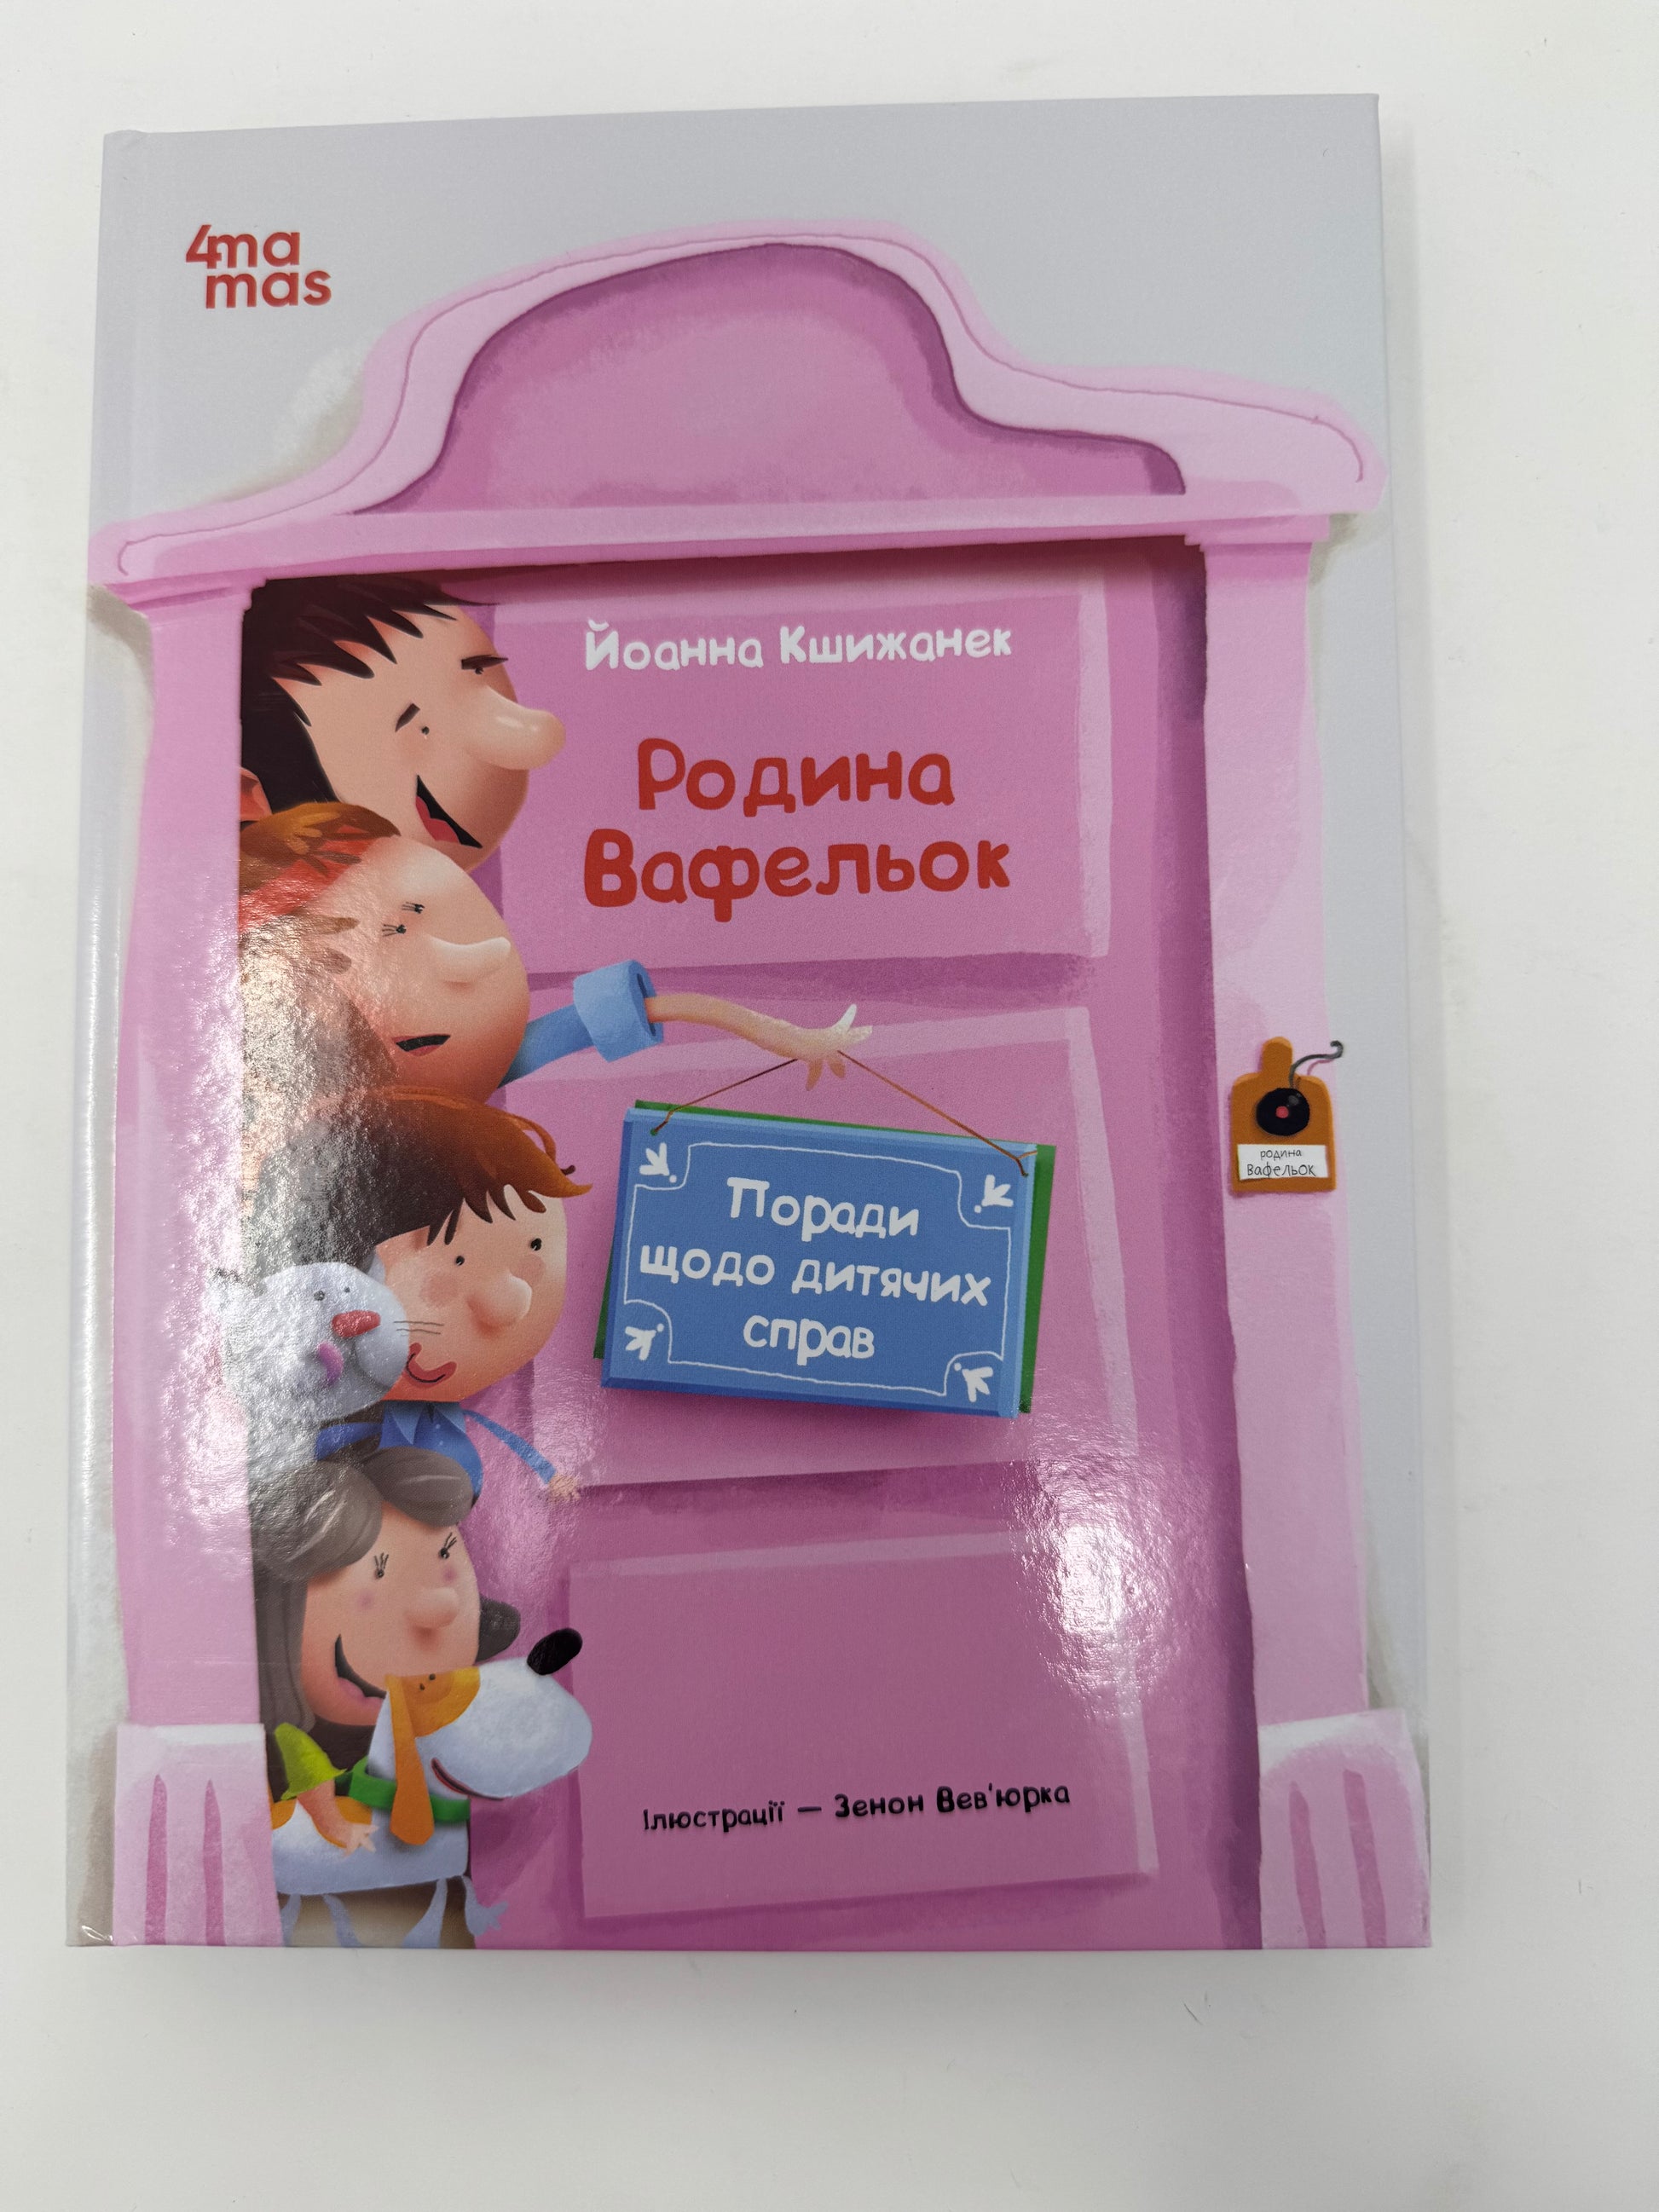 4ma
mas
Йоанна Кшижанек
Родина
Вафельок
Поради
щодо дитячих
справ
родина
Вафельок
Ілюстрації — Зенон Вев'юрка